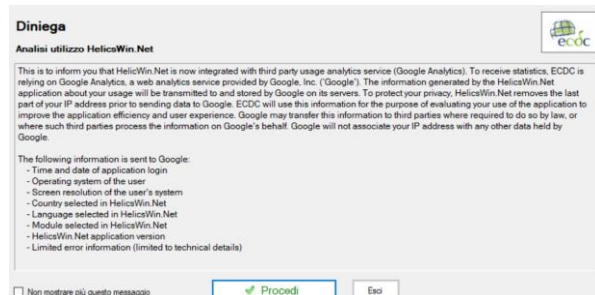 Diniega
ecdc
Analisi utilizzo HelicsWin.Net
This is to inform you that HelicWin.Net is now integrated with third party usage analytics service (Google Analytics). To receive statistics, ECDC is
relying on Google Analytics, a web analytics service provided by Google, Inc. ('Google'). The information generated by the HelicsWin.Net
application about your usage will be transmitted to and stored by Google on its servers. To protect your privacy, HelicsWin.Net removes the last
part of your IP address prior to sending data to Google. ECDC will use this information for the purpose of evaluating your use of the application to
improve the application efficiency and user experience. Google may transfer this information to third parties where required to do so by law, or
where such third parties process the information on Google's behalf. Google will not associate your IP address with any other data held by
Google.
The following information is sent to Google:
- Time and date of application login
- Operating system of the user
- Screen resolution of the user's system
- Country selected in HelicsWin.Net
- Language selected in HelicsWin.Net
- Module selected in HelicsWin.Net
- HelicsWin.Net application version
- Limited error information (limited to technical details)
Non mostrare più questo messaggio
Procedi
Esci